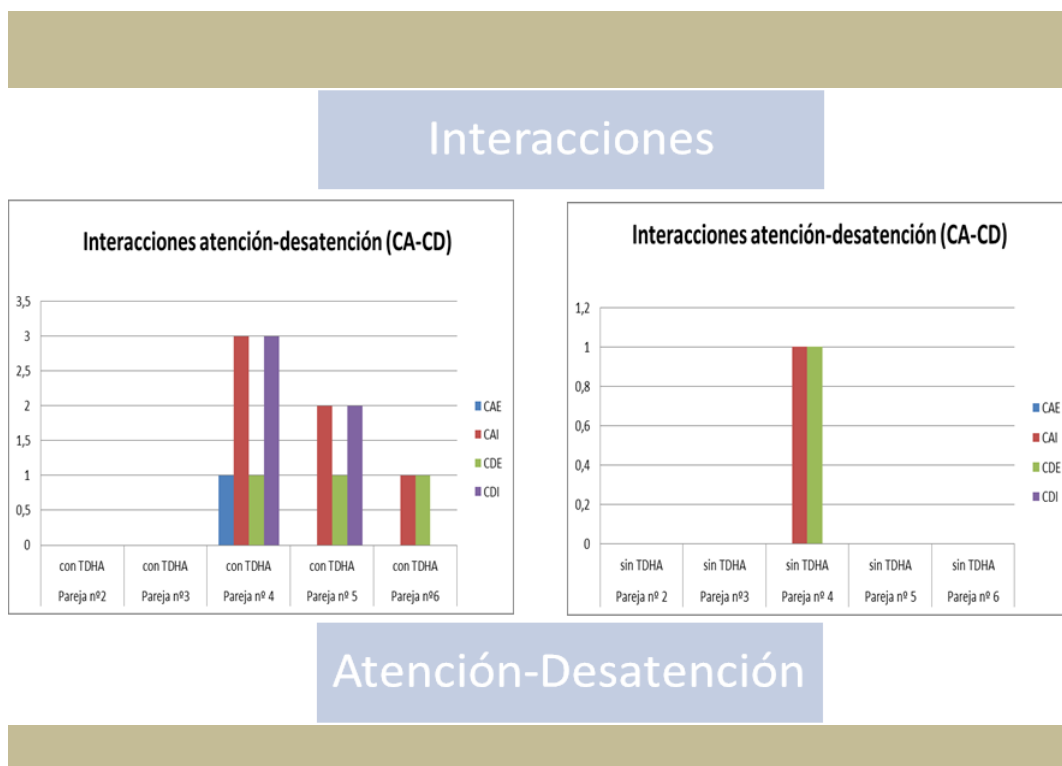 Interacciones
Interacciones atención-desatención (CA-CD)
3,5
3
2,5
2
1,5
1
0,5
0
con TDHA con TDHA con TDHA con TDHA con TDHA
Pareja nº2 Pareja nº3 Pareja nº 4 Pareja nº 5 Pareja nº6
CAE
CAI
CDE
CDI
Interacciones atención-desatención (CA-CD)
1,2
1
0,8
0,6
0,4
0,2
0
sin TDHA sin TDHA sin TDHA sin TDHA sin TDHA
Pareja nº 2 Pareja nº3 Pareja nº 4 Pareja nº 5 Pareja nº 6
CAE
CAI
CDE
CDI
Atención-Desatención